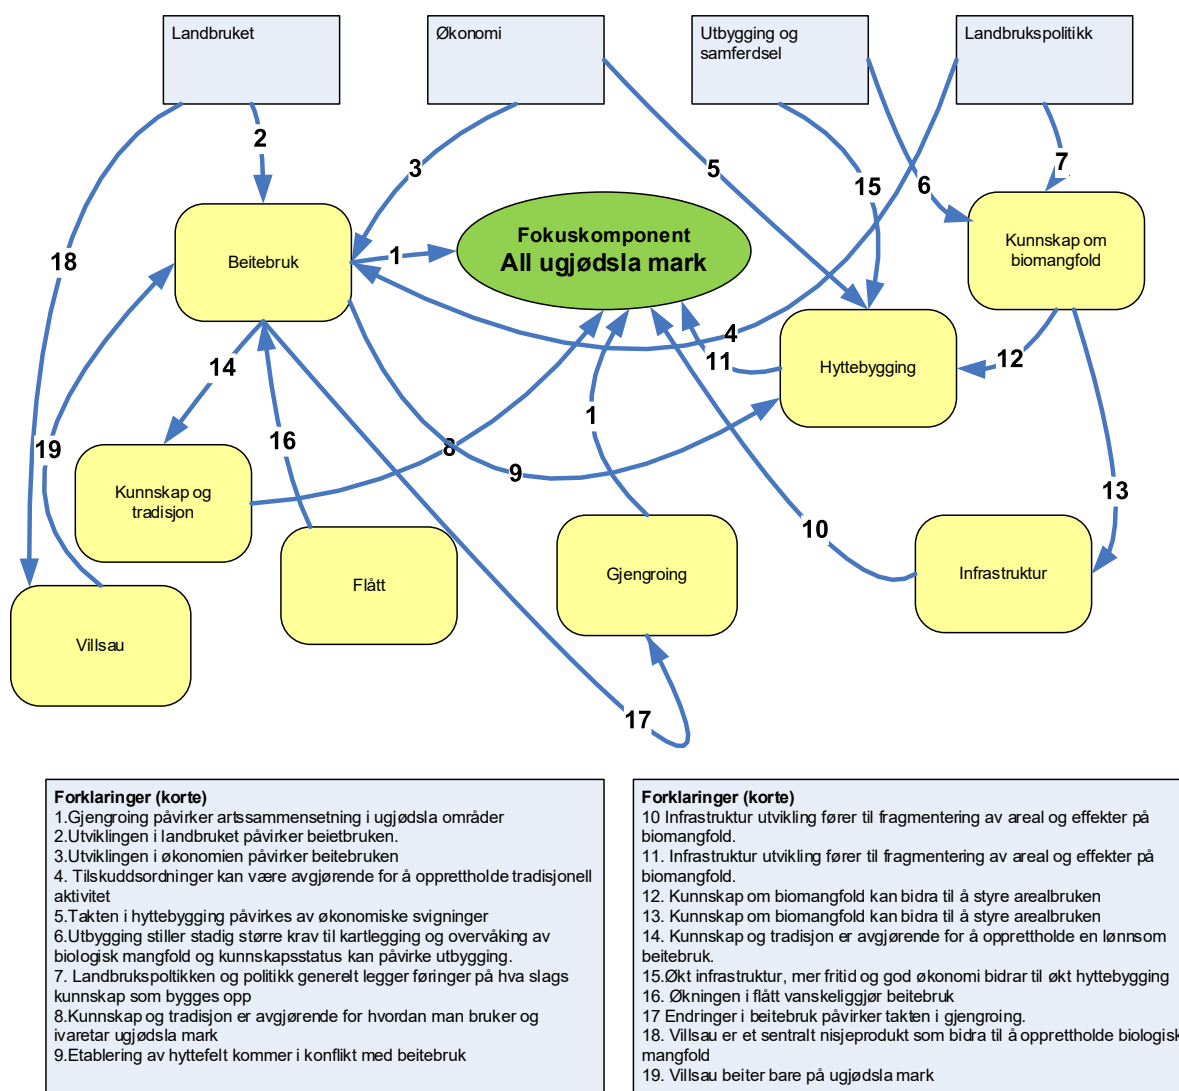 Landbruket
Økonomi
Utbygging og
samferdsel
Landbrukspolitikk
2
3
5
15
6
7
18
Beitebruk
1
Fokuskomponent
All ugjødsla mark
Kunnskap om
biomangfold
4
11
Hyttebygging
12
14
19
16
8
9
1
13
10
17
Kunnskap og
tradisjon
Flått
Gjengroing
Infrastruktur
Villsau
Forklaringer (korte)
1.Gjengroing påvirker artssammensetning i ugjødsla områder
2.Utviklingen i landbruket påvirker beietbruken.
3.Utviklingen i økonomien påvirker beitebruken
4. Tilskuddsordninger kan være avgjørende for å opprettholde tradisjonell
aktivitet
5.Takten i hyttebygging påvirkes av økonomiske svigninger
6.Utbygging stiller stadig større krav til kartlegging og overvåking av
biologisk mangfold og kunnskapsstatus kan påvirke utbygging.
7. Landbrukspoltikken og politikk generelt legger føringer på hva slags
kunnskap som bygges opp
8.Kunnskap og tradisjon er avgjørende for hvordan man bruker og
ivaretar ugjødsla mark
9.Etablering av hyttefelt kommer i konflikt med beitebruk
Forklaringer (korte)
10 Infrastruktur utvikling fører til fragmentering av areal og effekter på
biomangfold.
11. Infrastruktur utvikling fører til fragmentering av areal og effekter på
biomangfold.
12. Kunnskap om biomangfold kan bidra til å styre arealbruken
13. Kunnskap om biomangfold kan bidra til å styre arealbruken
14. Kunnskap og tradisjon er avgjørende for å opprettholde en lønnsom
beitebruk.
15.Økt infrastruktur, mer fritid og god økonomi bidrar til økt hyttebygging
16. Økningen i flått vanskeliggjør beitebruk
17 Endringer i beitebruk påvirker takten i gjengroing.
18. Villsau er et sentralt nisjeprodukt som bidra til å opprettholde biologisk
mangfold
19. Villsau beiter bare på ugjødsla mark